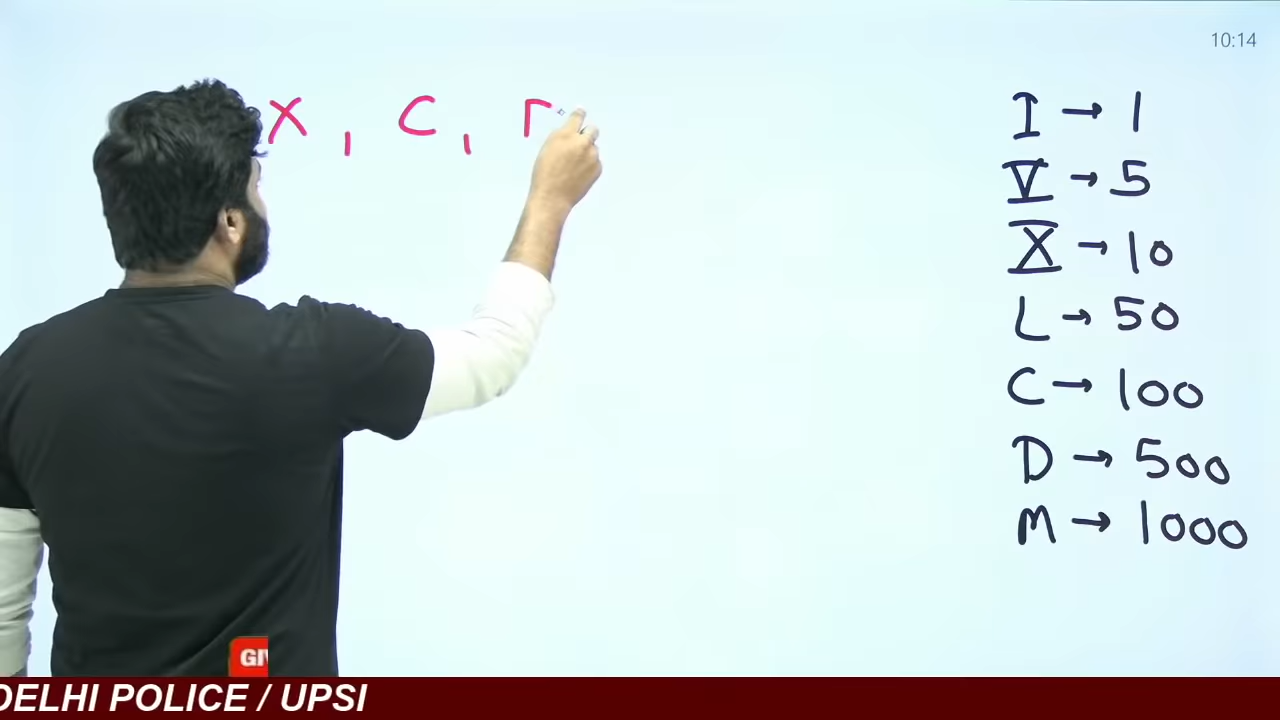 10:14
X, C,
I → 1
V → 5
X → 10
L → 50
C → 100
D → 500
M → 1000
DELHI POLICE / UPSI